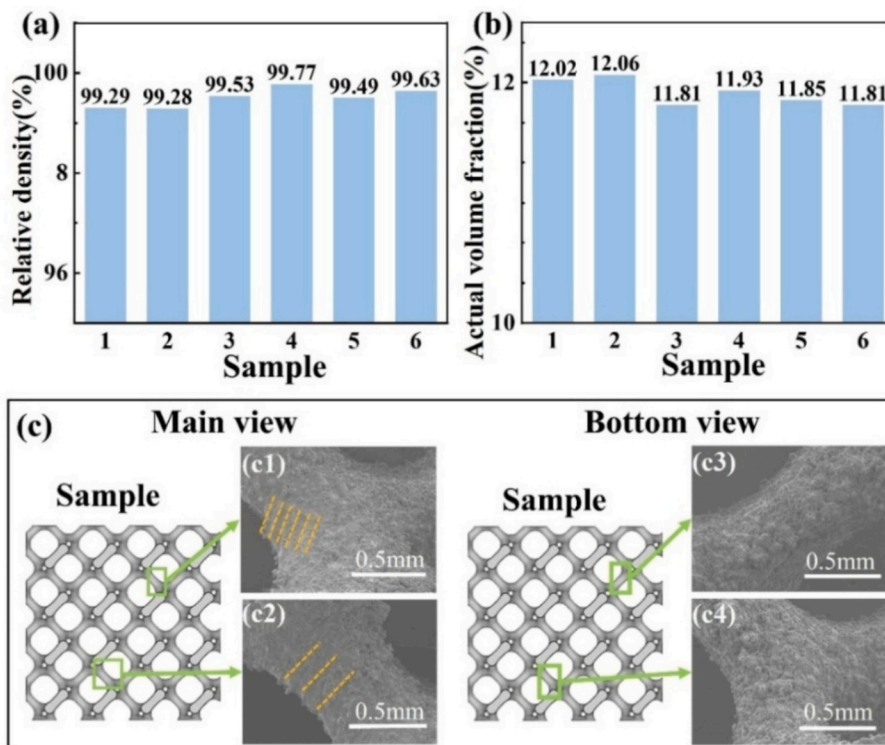 (a)
Relative density(%)
100
8
96
99.29
99.28
99.53
99.77
99.49
99.63
1 2 3 4 5 6
Sample
(b)
Actual volume fraction(%)
12
10
12.02
12.06
11.81
11.93
11.85
11.81
1 2 3 4 5 6
Sample
(c)
Main view
Sample
(c1)
0.5mm
(c2)
0.5mm
Bottom view
Sample
(c3)
0.5mm
(c4)
0.5mm